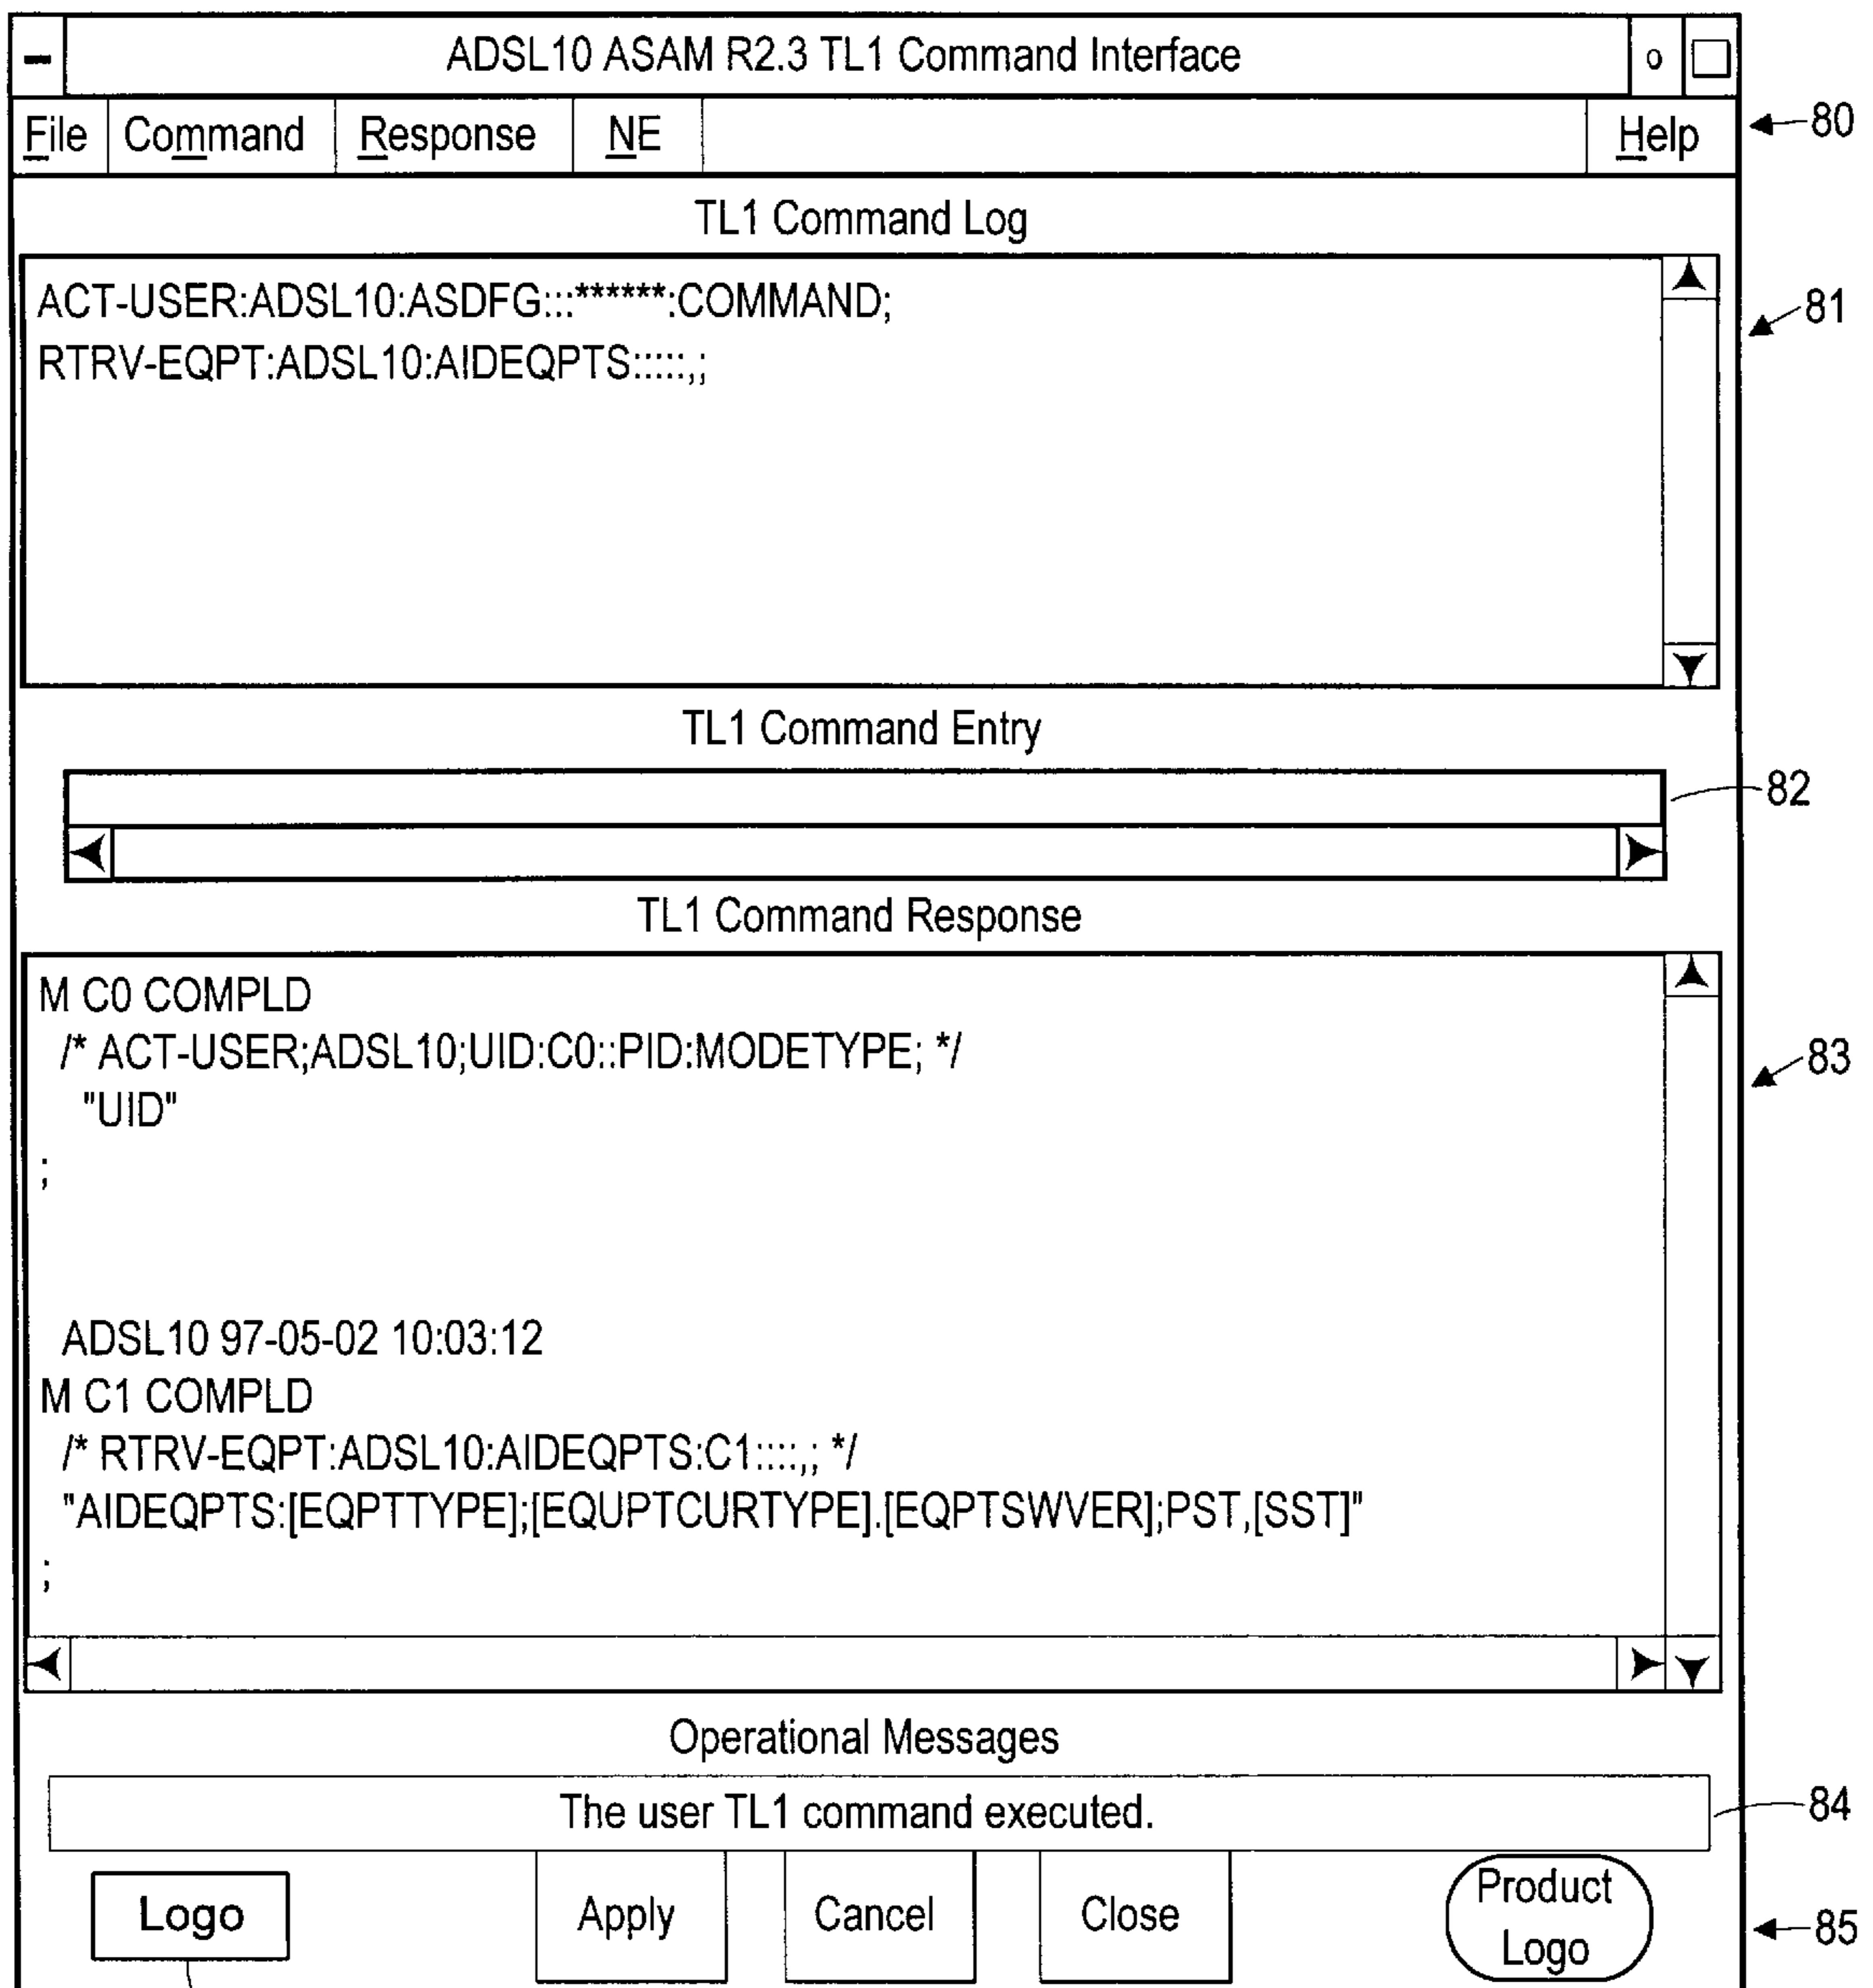 ADSL10 ASAM R2.3 TL1 Command Interface
File Command Response NE Help
80
TL1 Command Log
ACT-USER:ADSL10:ASDFG:::******:COMMAND;
81
RTRV-EQPT:ADSL10:AIDEQPTS:::::,;
TL1 Command Entry
82
TL1 Command Response
M C0 COMPLD
/* ACT-USER;ADSL10;UID:C0::PID:MODETYPE; */
83
"UID"
;
ADSL10 97-05-02 10:03:12
M C1 COMPLD
/* RTRV-EQPT:ADSL10:AIDEQPTS:C1::::,; */
"AIDEQPTS:[EQPTTYPE];[EQUPTCURTYPE].[EQPTSWVER];PST,[SST]"
;
Operational Messages
The user TL1 command executed.
84
Logo
Apply
Cancel
Close
Product
Logo
85